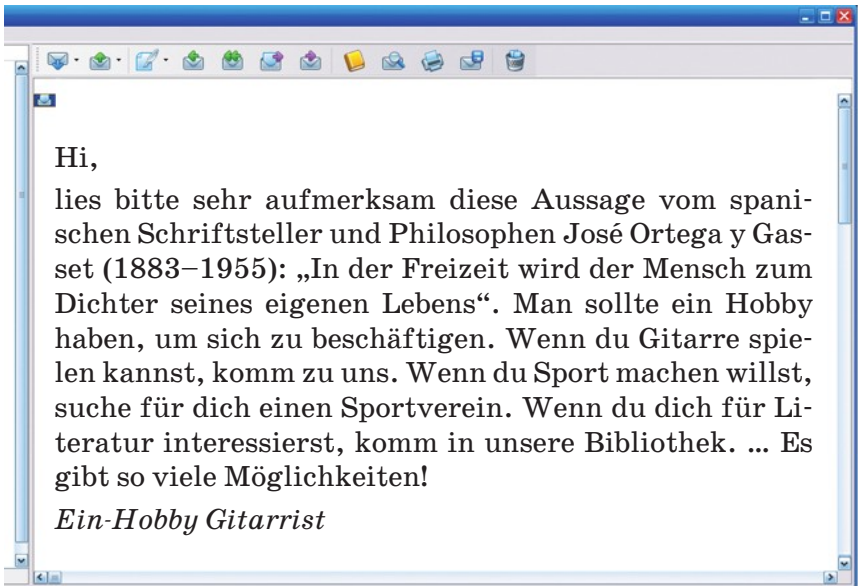 Hi,
lies bitte sehr aufmerksam diese Aussage vom spani-
schen Schriftsteller und Philosophen José Ortega y Gas-
set (1883–1955): „In der Freizeit wird der Mensch zum
Dichter seines eigenen Lebens“. Man sollte ein Hobby
haben, um sich zu beschäftigen. Wenn du Gitarre spie-
len kannst, komm zu uns. Wenn du Sport machen willst,
suche für dich einen Sportverein. Wenn du dich für Li-
teratur interessierst, komm in unsere Bibliothek. ... Es
gibt so viele Möglichkeiten!
Ein-Hobby Gitarrist